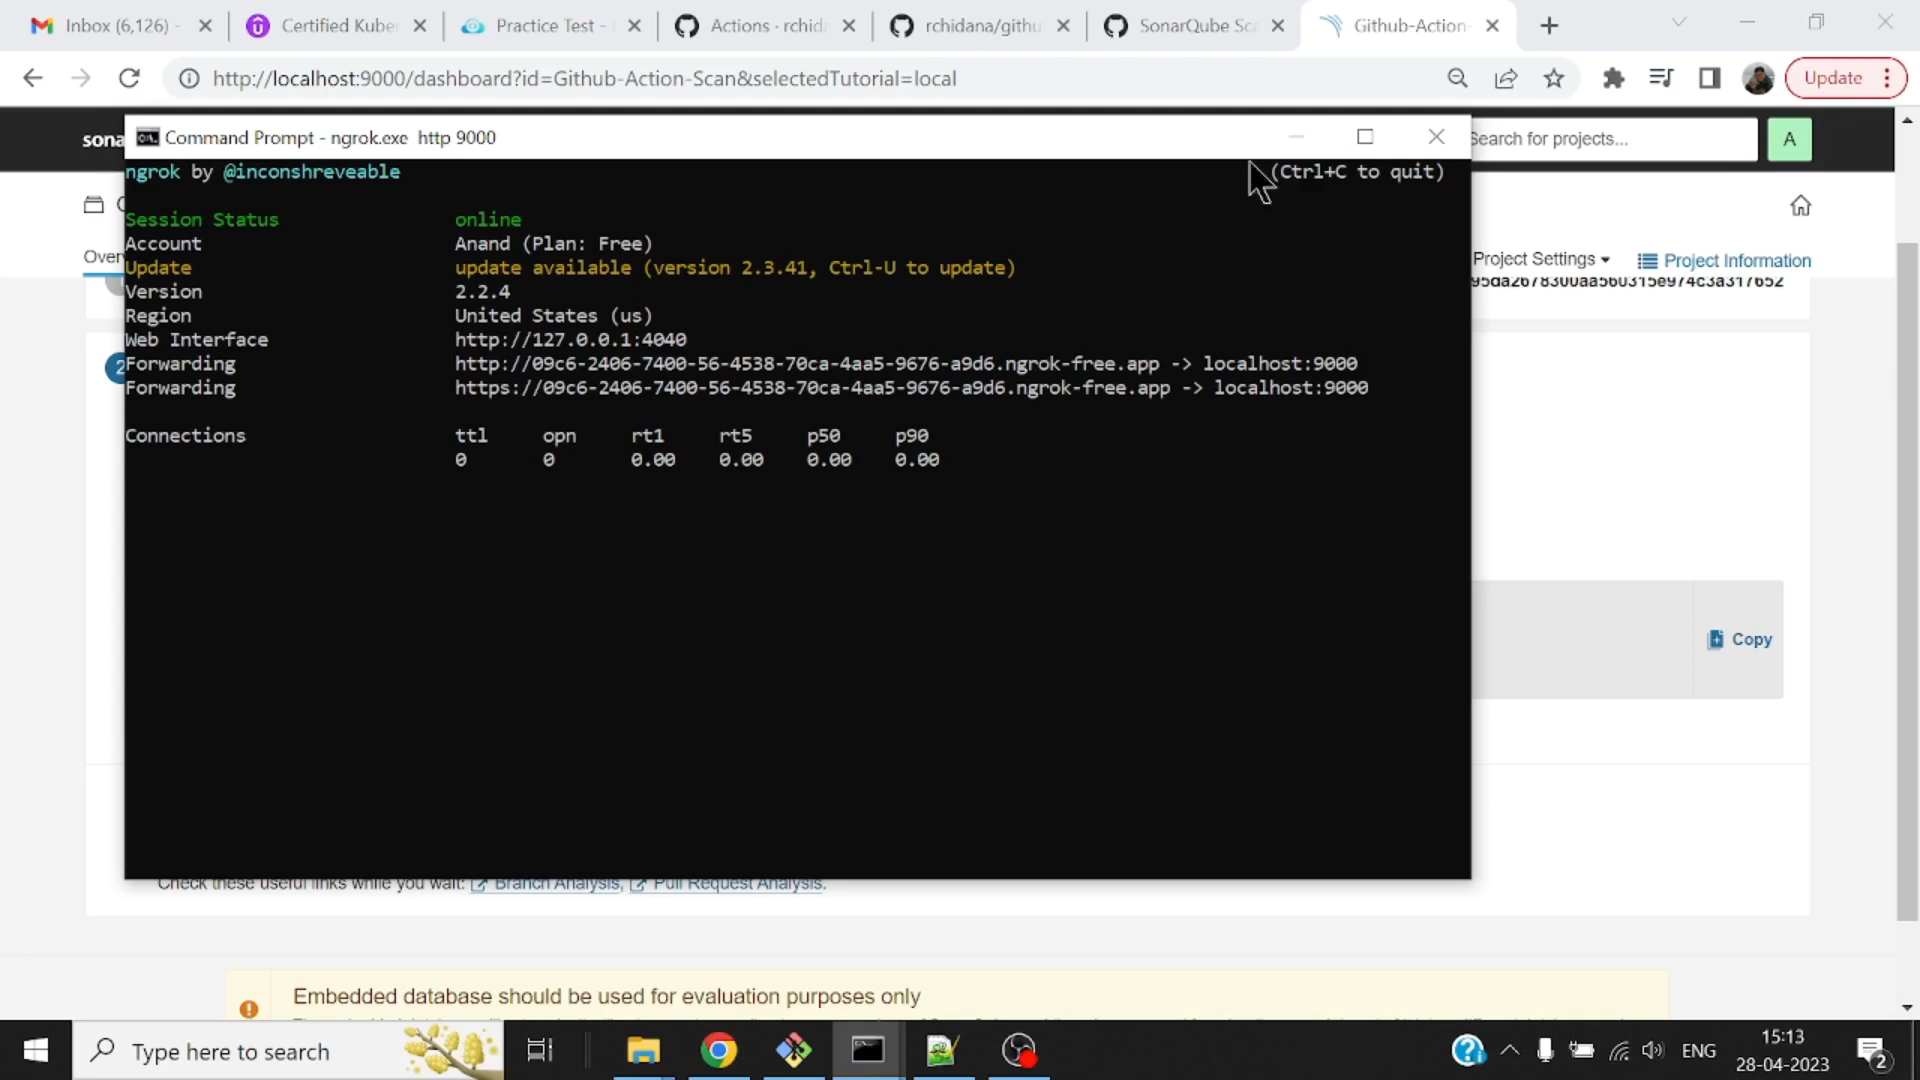 Inbox (6,126) -
Certified Kuber
Practice Test -
Actions · rchida
rchidana/githu
SonarQube Sca
Github-Action-
http://localhost:9000/dashboard?id=Github-Action-Scan&selectedTutorial=local
Update
sona
Command Prompt - ngrok.exe http 9000
Search for projects...
A
ngrok by @inconshreveable
(Ctrl+C to quit)
Session Status online
Account Anand (Plan: Free)
Update update available (version 2.3.41, Ctrl-U to update)
Version 2.2.4
Region United States (us)
Web Interface http://127.0.0.1:4040
Forwarding http://09c6-2406-7400-56-4538-70ca-4aa5-9676-a9d6.ngrok-free.app -> localhost:9000
Forwarding https://09c6-2406-7400-56-4538-70ca-4aa5-9676-a9d6.ngrok-free.app -> localhost:9000
Connections ttl opn rt1 rt5 p50 p90
0 0 0.00 0.00 0.00 0.00
Over
Project Settings
Project Information
95da2678300aa560315e974c3a317652
2
Copy
Check these useful links while you wait: Branch Analysis, Pull Request Analysis.
Embedded database should be used for evaluation purposes only
Type here to search
ENG
15:13
28-04-2023
2